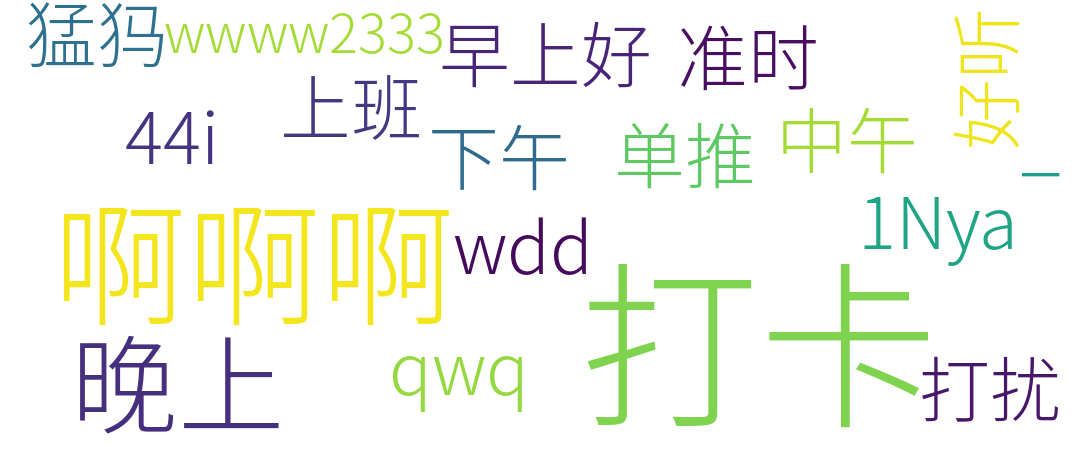 猛犸
wwww2333
早上好
准时
好听
上班
44i
下午
单推
中午
_
1Nya
啊啊啊
wdd
打卡
晚上
qwq
打扰